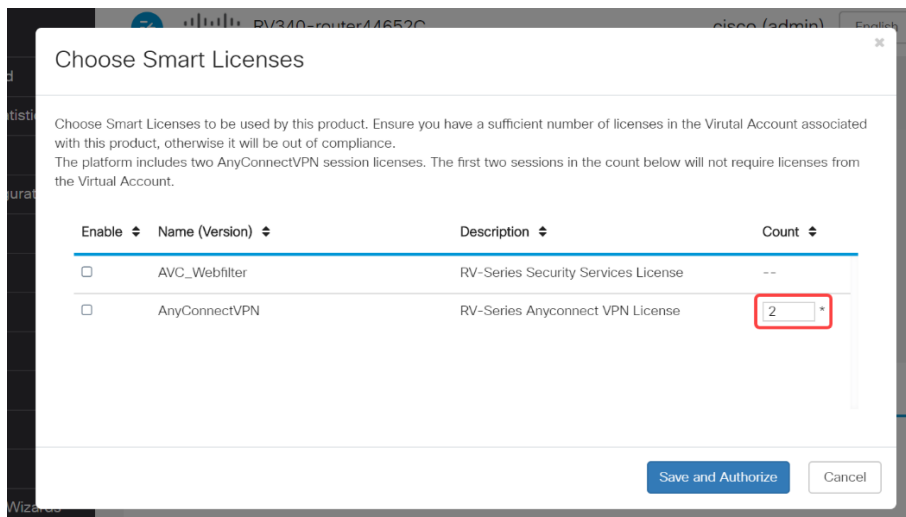 RV340-router44652C
cisco (admin)
English
Choose Smart Licenses
×
Choose Smart Licenses to be used by this product. Ensure you have a sufficient number of licenses in the Virutal Account associated
with this product, otherwise it will be out of compliance.
The platform includes two AnyConnectVPN session licenses. The first two sessions in the count below will not require licenses from
the Virtual Account.
Enable Name (Version) Description Count
AVC_Webfilter RV-Series Security Services License --
AnyConnectVPN RV-Series Anyconnect VPN License 2 *
Save and Authorize Cancel
Wizards